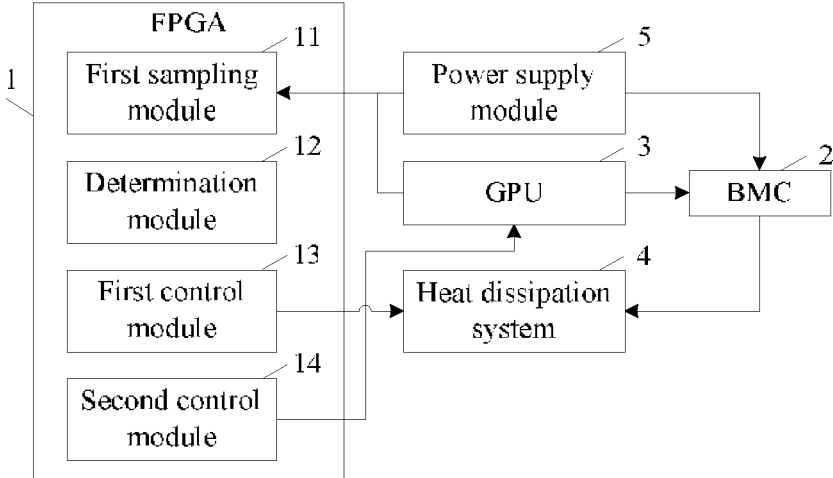 FPGA
1
11
First sampling
module
12
Determination
module
13
First control
module
14
Second control
module
5
Power supply
module
3
GPU
2
BMC
4
Heat dissipation
system